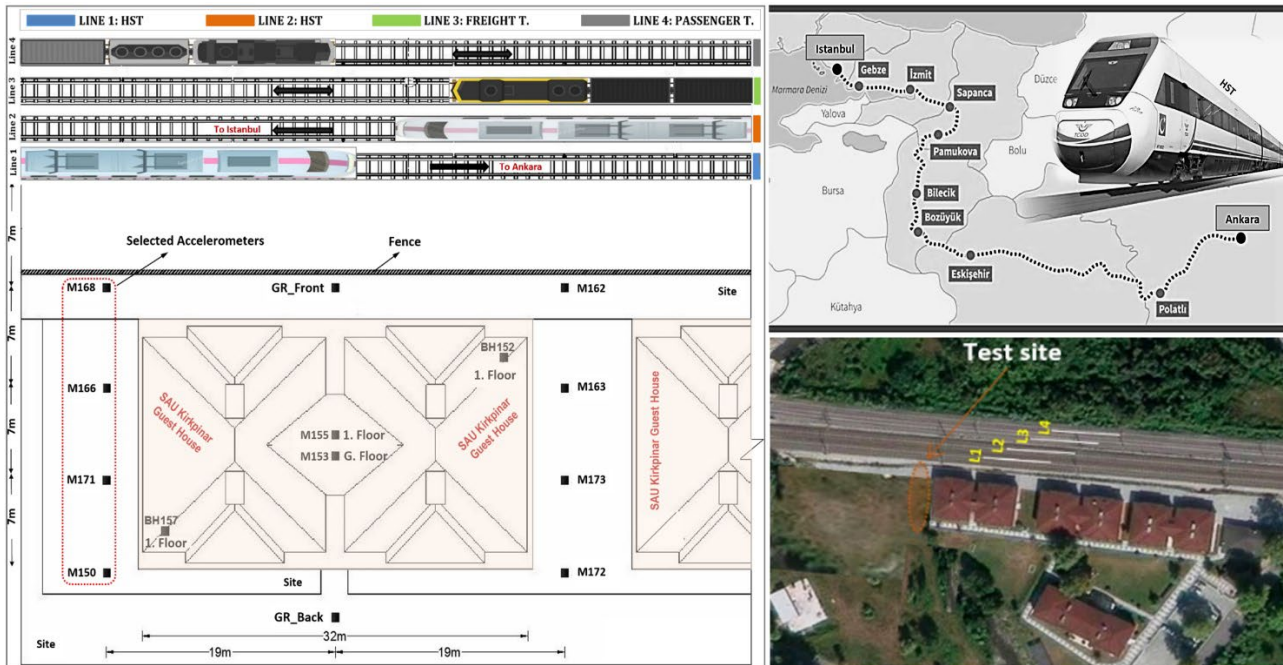 LINE 1: HST
LINE 2: HST
LINE 3: FREIGHT T.
LINE 4: PASSENGER T.
Line 4
Line 3
Line 2
To Istanbul
Line 1
To Ankara
7m
Selected Accelerometers
Fence
M168
GR_Front
M162
Site
7m
BH152
1. Floor
M166
M163
SAU Kirkpinar
Guest House
SAU Kirkpinar
Guest House
SAU Kirkpinar Guest House
M155
1. Floor
M153
G. Floor
7m
M171
M173
BH157
1. Floor
7m
M150
M172
Site
GR_Back
Site
32m
19m
19m
Istanbul
Gebze
İzmit
Sapanca
Düzce
HST
Marmara Denizi
Yalova
Pamukova
Bolu
Bursa
Bilecik
Bozüyük
Ankara
Eskişehir
Kütahya
Polatlı
Test site
L1
L2
L3
L4